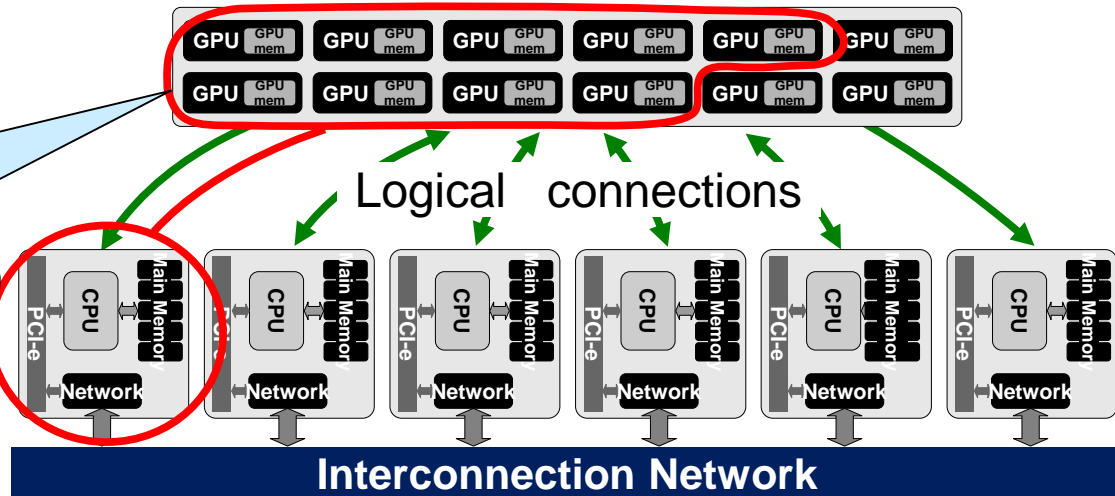 GPU GPU mem GPU GPU mem GPU GPU mem GPU GPU mem GPU GPU mem GPU GPU mem
GPU GPU mem GPU GPU mem GPU GPU mem GPU GPU mem GPU GPU mem GPU GPU mem
Logical connections
PCI-e CPU Main Memory Network
PCI-e CPU Main Memory Network
PCI-e CPU Main Memory Network
PCI-e CPU Main Memory Network
PCI-e CPU Main Memory Network
PCI-e CPU Main Memory Network
Interconnection Network